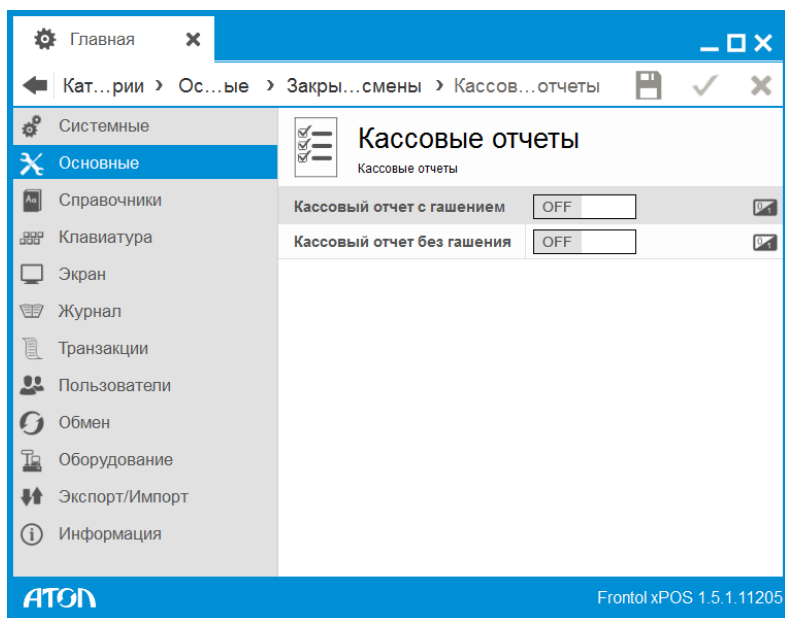 Главная
Кат...рии › Ос...ые › Закры...смены › Кассов...отчеты
Системные
Основные
Справочники
Клавиатура
Экран
Журнал
Транзакции
Пользователи
Обмен
Оборудование
Экспорт/Импорт
Информация
Кассовые отчеты
Кассовые отчеты
Кассовый отчет с гашением OFF
Кассовый отчет без гашения OFF
АТОЛ
Frontol xPOS 1.5.1.11205